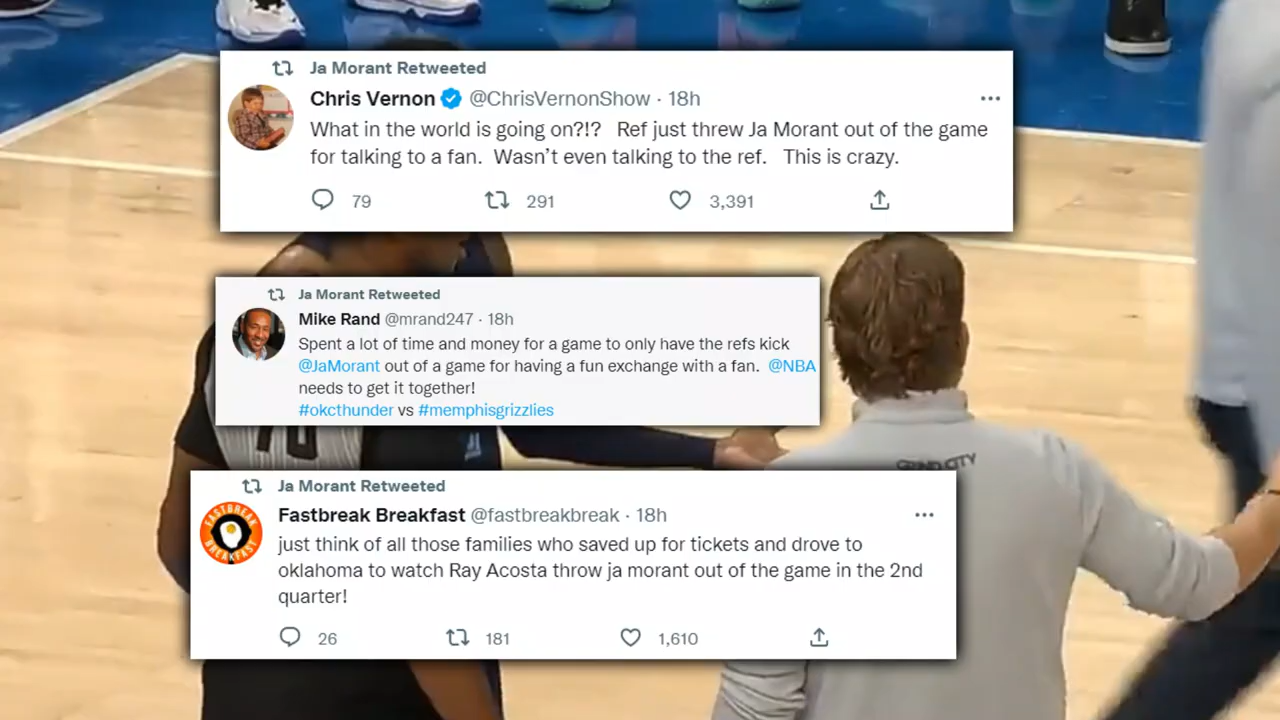 Ja Morant Retweeted
Chris Vernon @ChrisVernonShow · 18h
What in the world is going on?!? Ref just threw Ja Morant out of the game
for talking to a fan. Wasn't even talking to the ref. This is crazy.
79 291 3,391
Ja Morant Retweeted
Mike Rand @mrand247 · 18h
Spent a lot of time and money for a game to only have the refs kick
@JaMorant out of a game for having a fun exchange with a fan. @NBA
needs to get it together!
#okcthunder vs #memphisgrizzlies
GRIND CITY
Ja Morant Retweeted
FASTBREAK BREAKFAST
Fastbreak Breakfast @fastbreakbreak · 18h
just think of all those families who saved up for tickets and drove to
oklahoma to watch Ray Acosta throw ja morant out of the game in the 2nd
quarter!
26 181 1,610